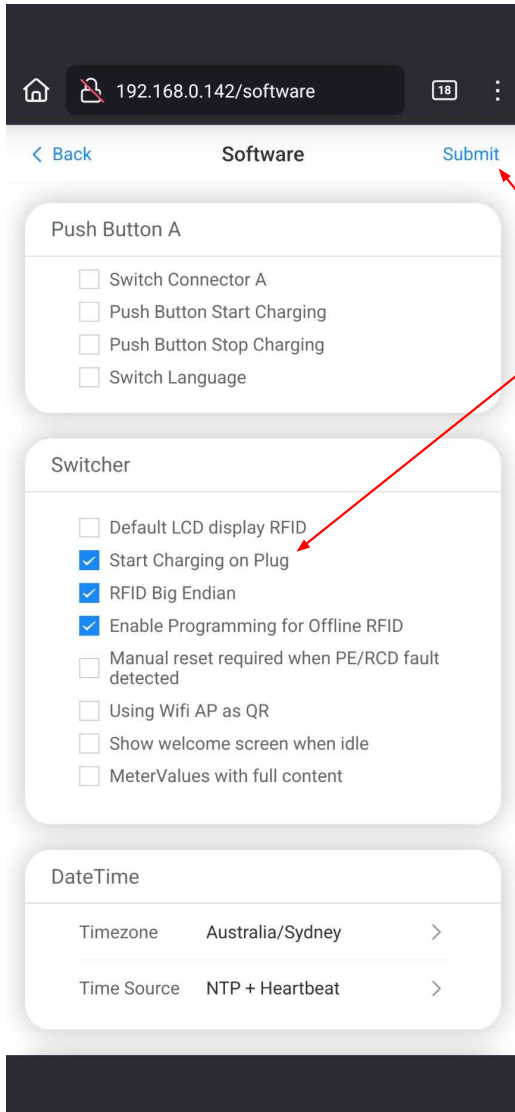 192.168.0.142/software
18
Back
Software
Submit
Push Button A
Switch Connector A
Push Button Start Charging
Push Button Stop Charging
Switch Language
Switcher
Default LCD display RFID
Start Charging on Plug
RFID Big Endian
Enable Programming for Offline RFID
Manual reset required when PE/RCD fault
detected
Using Wifi AP as QR
Show welcome screen when idle
MeterValues with full content
DateTime
Timezone Australia/Sydney
Time Source NTP + Heartbeat